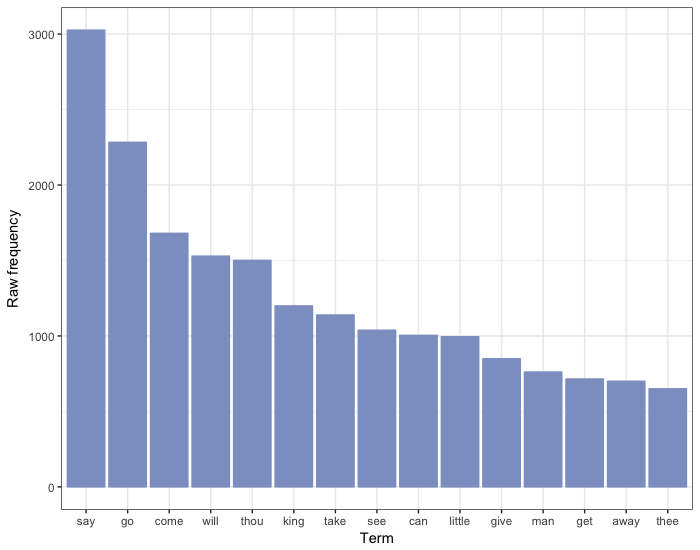 3000
2000
1000
0
Raw frequency
say go come will thou king take see can little give man get away thee
Term